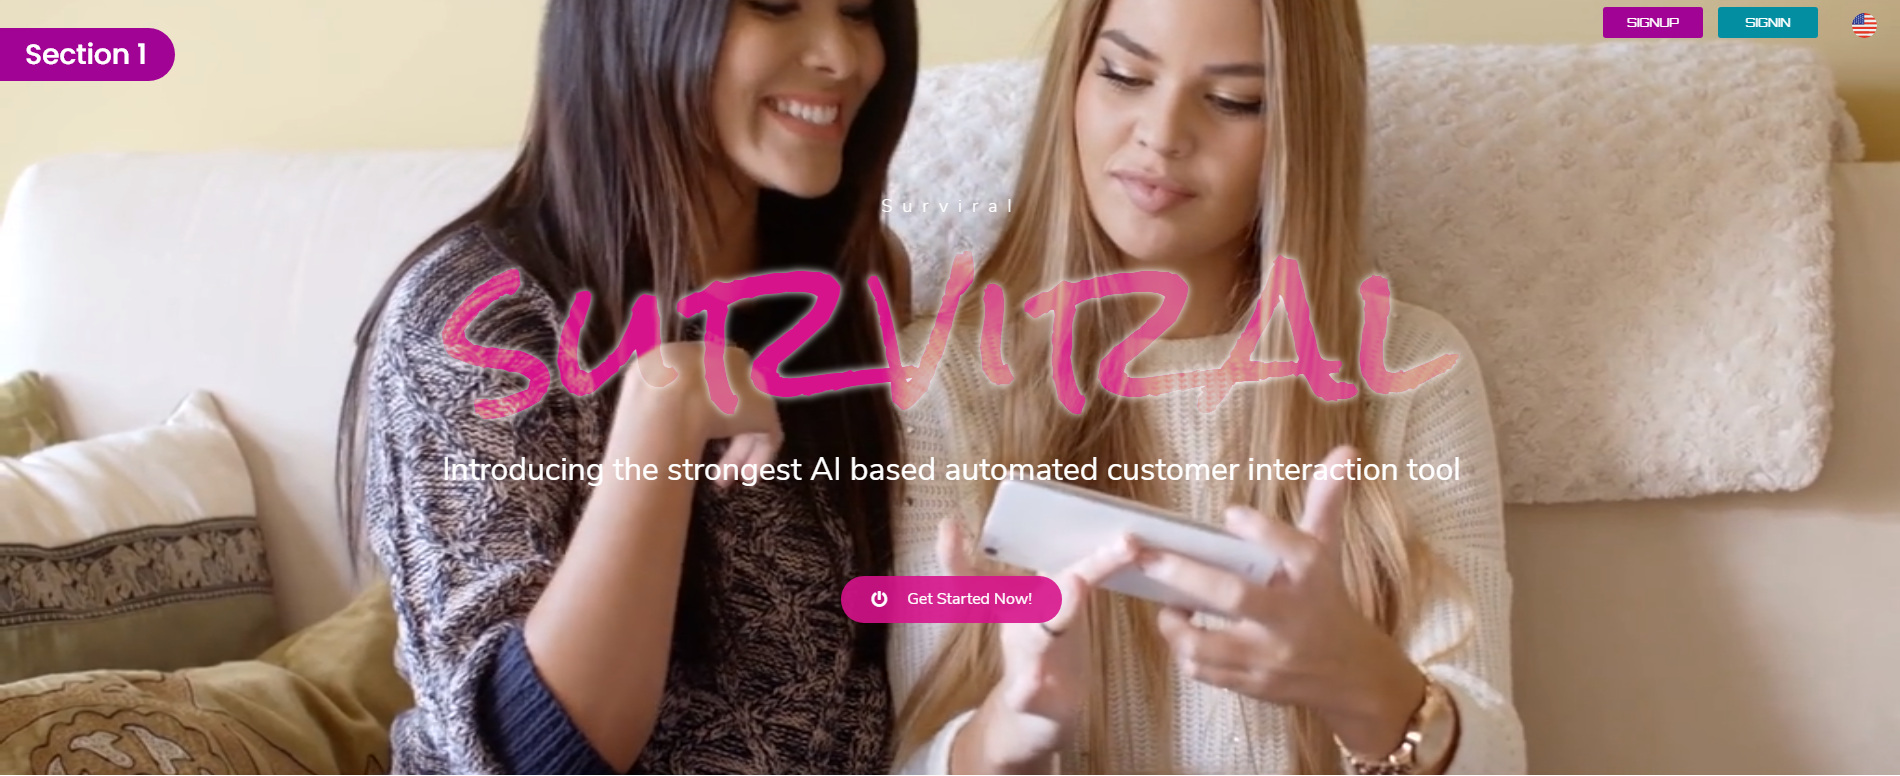 Section 1
SIGNUP
SIGNIN
Surviral
SURVIRAL
Introducing the strongest AI based automated customer interaction tool
Get Started Now!